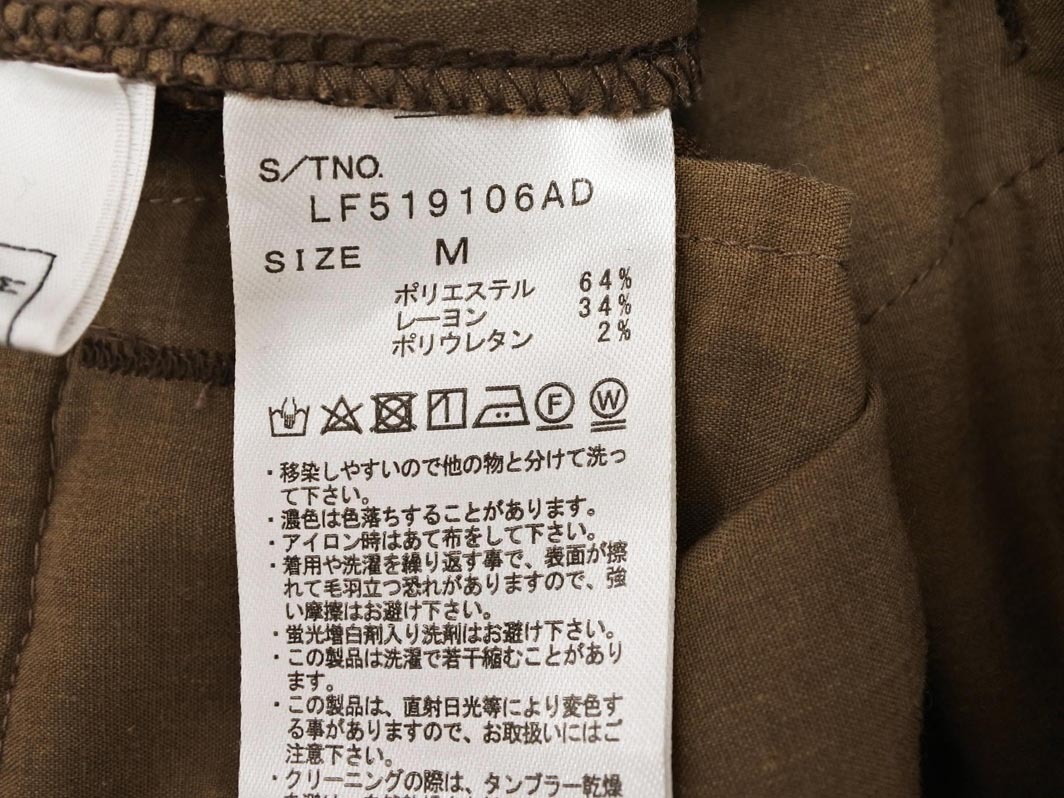 S/TNO.
LF519106AD
SIZE M
ポリエステル 64%
レーヨン 34%
ポリウレタン 2%
F W
・移染しやすいので他の物と分けて洗っ
て下さい。
・濃色は色落ちすることがあります。
・アイロン時はあて布をして下さい。
・着用や洗濯を繰り返す事で、表面が擦
れて毛羽立つ恐れがありますので、強
い摩擦はお避け下さい。
・蛍光増白剤入り洗剤はお避け下さい。
・この製品は洗濯で若干縮むことがあり
ます。
・この製品は、直射日光等により変色す
る事がありますので、お取扱いにはご
注意下さい。
・クリーニングの際は、タンブラー乾燥